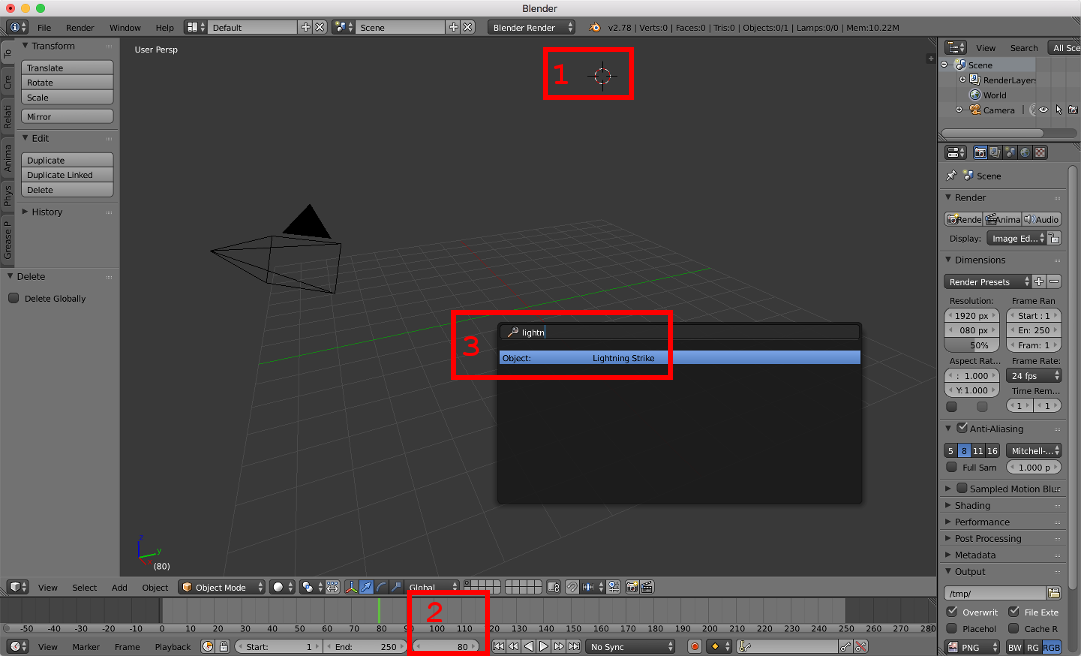 Blender
File Render Window Help Default Scene Blender Render v2.78 | Verts:0 | Faces:0 | Tris:0 | Objects:0/1 | Lamps:0/0 | Mem:10.22M
Transform
Translate
Rotate
Scale
Mirror
Edit
Duplicate
Duplicate Linked
Delete
History
To
Cre
Relati
Anima
Phys
Grease P
Delete
Delete Globally
User Persp
1
3
lightn
Object: Lightning Strike
z
y
(80)
View Select Add Object Object Mode Global
2
-50 -40 -30 -20 -10 0 10 20 30 40 50 60 70 80 90 100 110 120 130 140 150 160 170 180 190 200 210 220 230 240 250 260 270 280
View Marker Frame Playback Start: 1 End: 250 80 No Sync
View Search All Sce
Scene
RenderLayer
World
Camera
Scene
Render
Rende Anima Audio
Display: Image Ed...
Dimensions
Render Presets
Resolution: Frame Ran
1920 px Start: 1
080 px En: 250
50% Fram: 1
Aspect Rat... Frame Rate:
: 1.000 24 fps
Y: 1.000 Time Rem...
1 1
Anti-Aliasing
5 8 11 16 Mitchell-...
Full Sam 1.000 p
Sampled Motion Blur
Shading
Performance
Post Processing
Metadata
Output
/tmp/
Overwrit File Exte
Placehol Cache R
PNG BW RG RGB